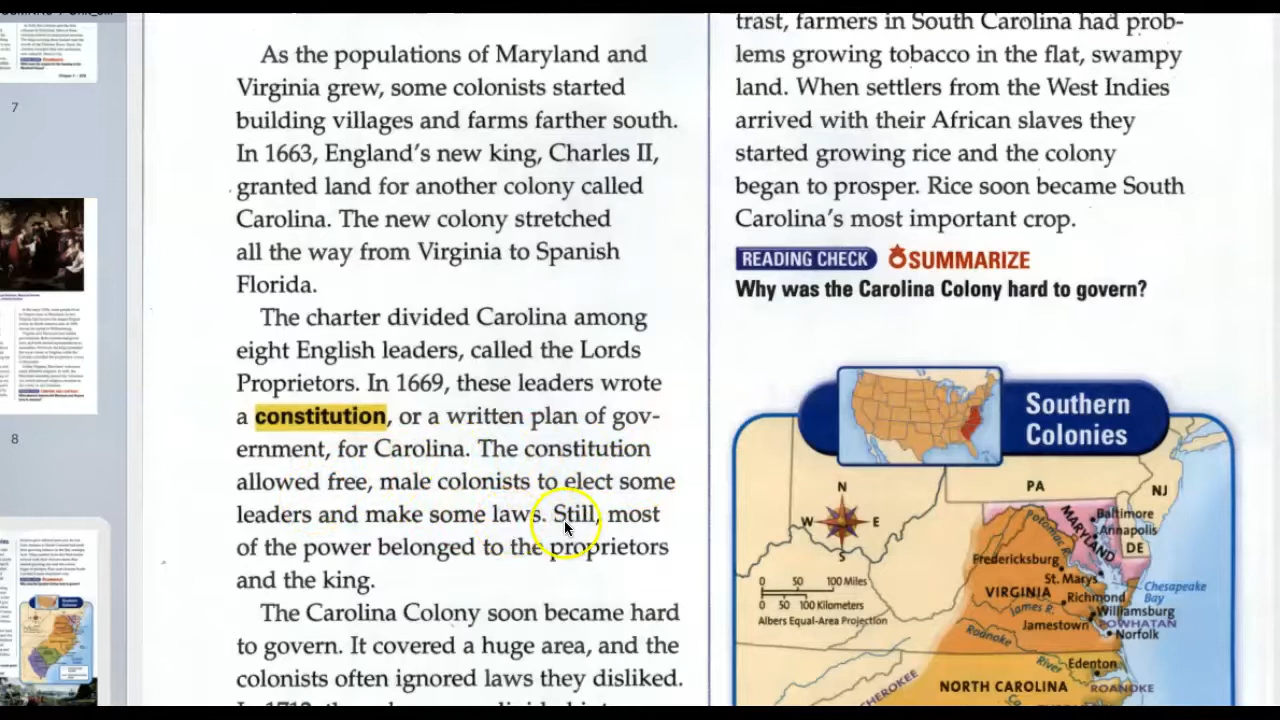 7
8
As the populations of Maryland and
Virginia grew, some colonists started
building villages and farms farther south.
In 1663, England's new king, Charles II,
granted land for another colony called
Carolina. The new colony stretched
all the way from Virginia to Spanish
Florida.
The charter divided Carolina among
eight English leaders called the Lords
Proprietors. In 1669, these leaders wrote
a constitution, or a written plan of gov-
ernment, for Carolina. The constitution
allowed free, male colonists to elect some
leaders and make some laws. Still, most
of the power belonged to the proprietors
and the king.
The Carolina Colony soon became hard
to govern. It covered a huge area, and the
colonists often ignored laws they disliked.
trast, farmers in South Carolina had prob-
lems growing tobacco in the flat, swampy
land. When settlers from the West Indies
arrived with their African slaves they
started growing rice and the colony
began to prosper. Rice soon became South
Carolina's most important crop.
READING CHECK SUMMARIZE
Why was the Carolina Colony hard to govern?
Southern
Colonies
N
W E
S
PA
NJ
MARYLAND
Baltimore
Annapolis
DE
Potomac
Fredericksburg
St. Marys
VIRGINIA
Richmond
Chesapeake
Bay
James R.
Williamsburg
Jamestown
POWHATAN
Norfolk
0 50 100 Miles
0 50 100 Kilometers
Albers Equal-Area Projection
Roanoke
River
Edenton
NORTH CAROLINA
ROANOKE
CHEROKEE